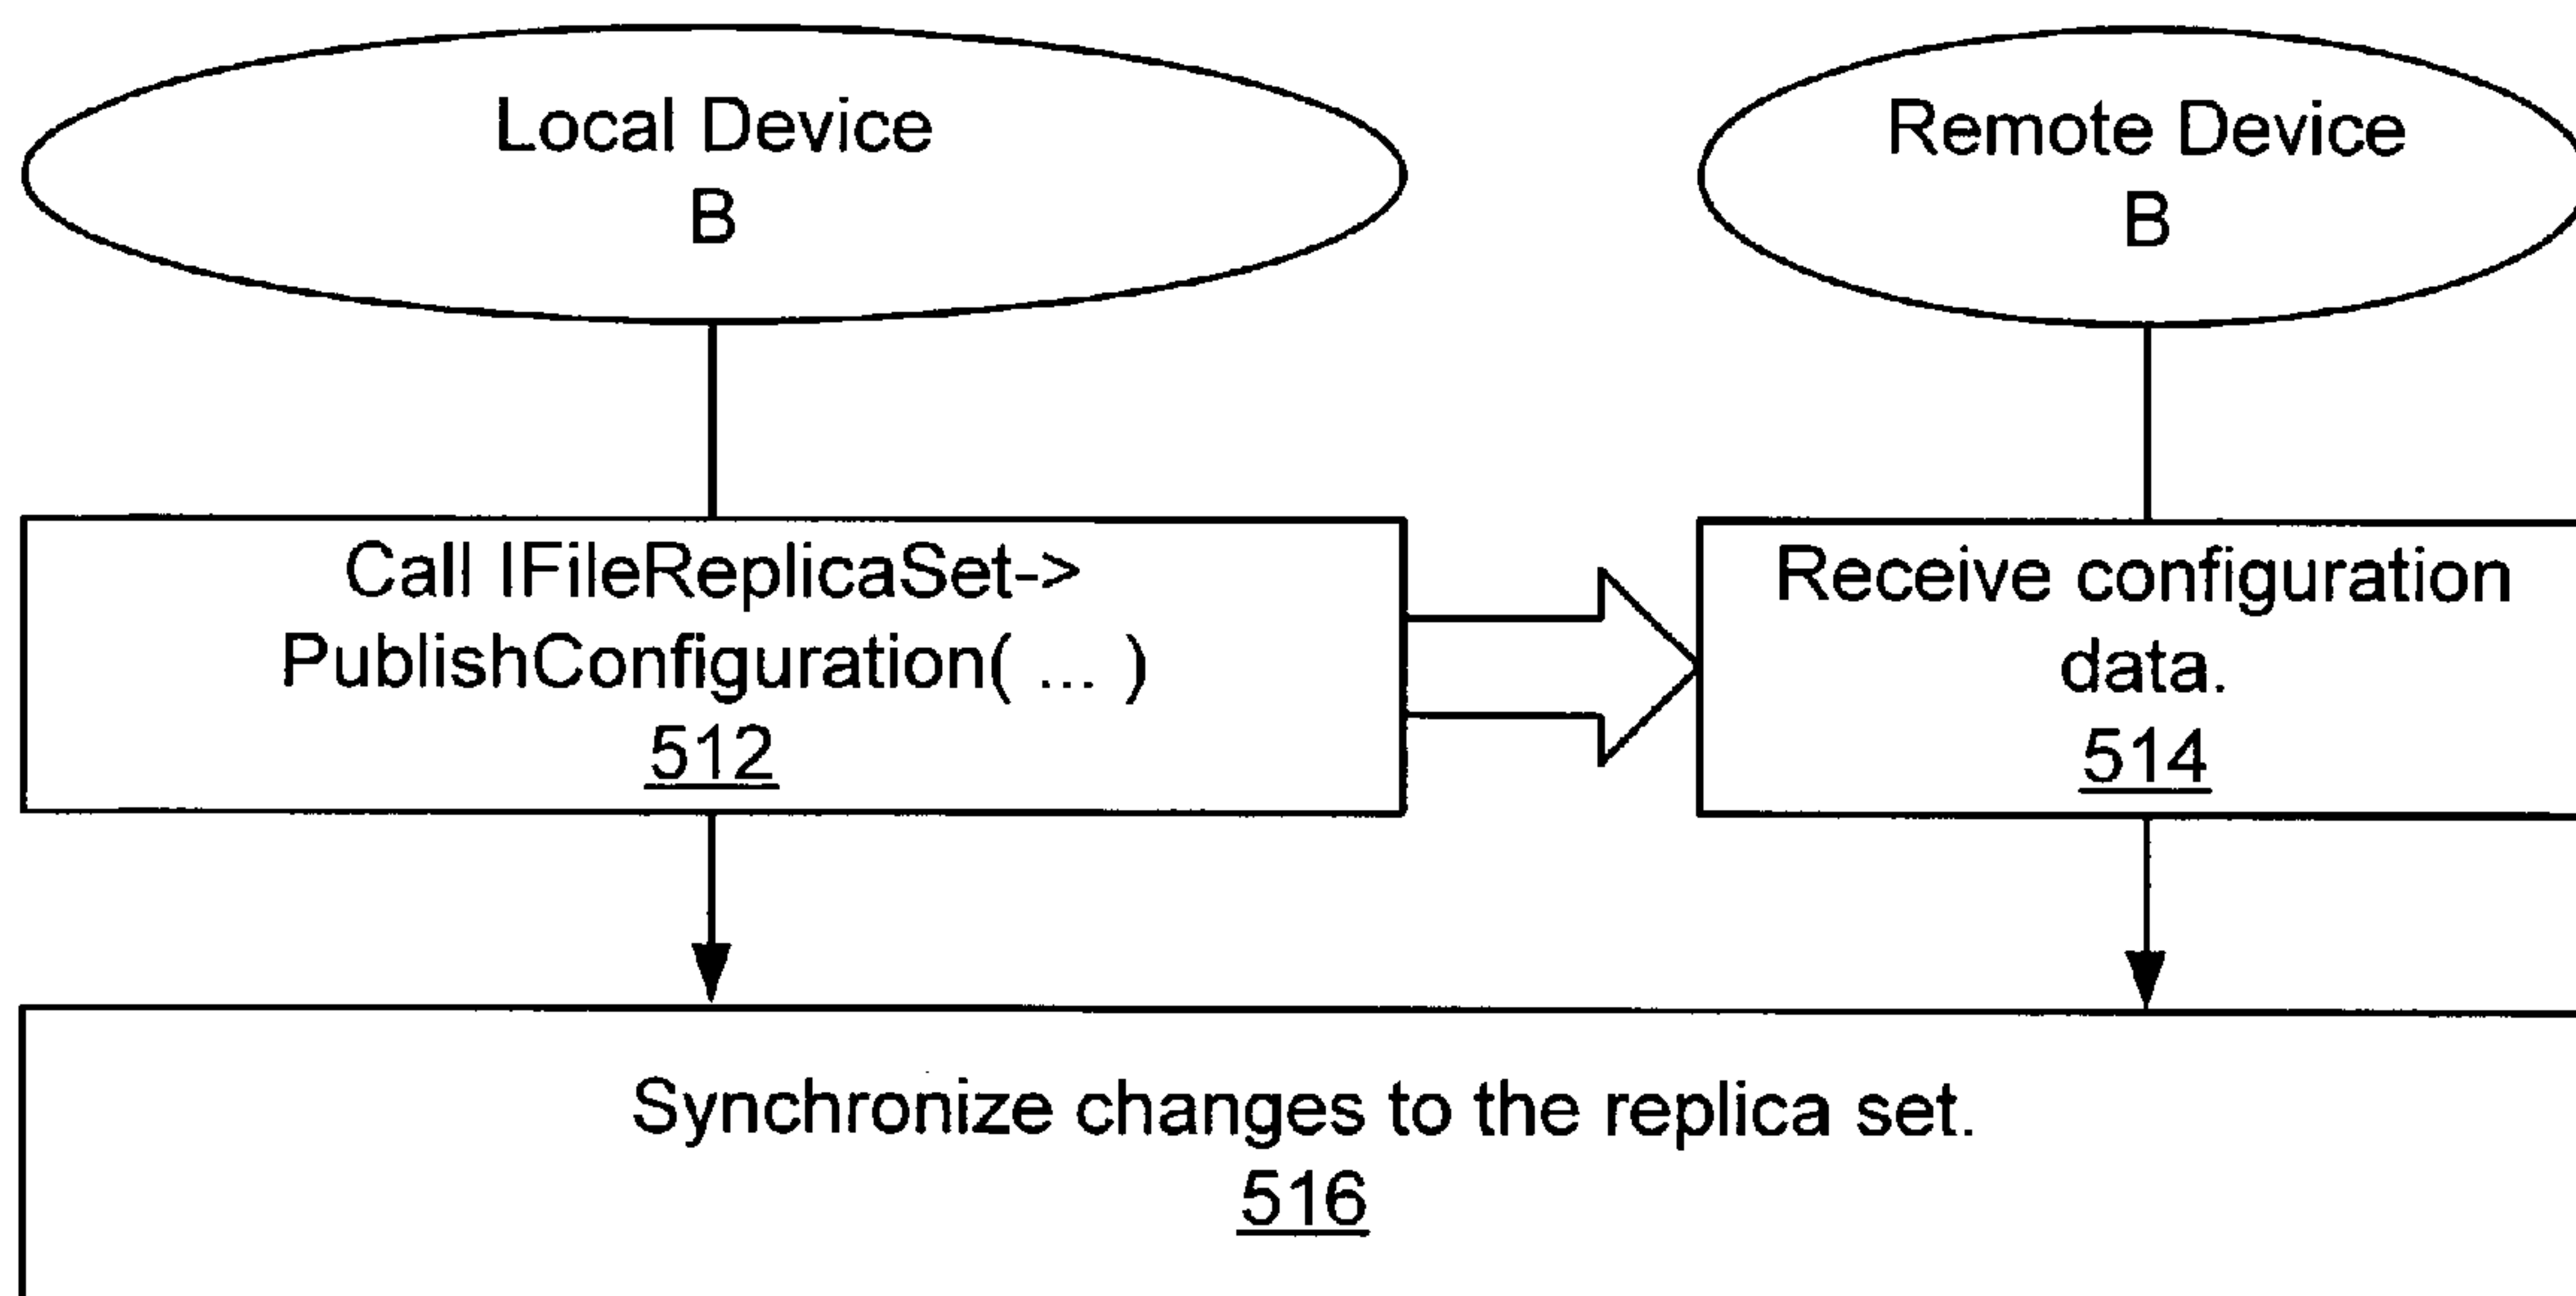 Local Device
B
Remote Device
B
Call IFileReplicaSet->
PublishConfiguration( ... )
512
Receive configuration
data.
514
Synchronize changes to the replica set.
516